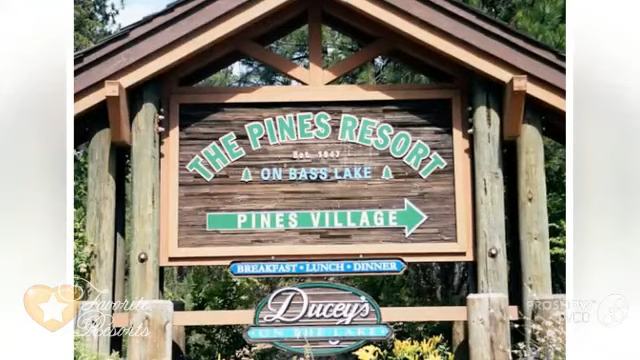 THE PINES RESORT
Est. 1947
ON BASS LAKE
PINES VILLAGE
BREAKFAST • LUNCH • DINNER
Ducey's
ON THE LAKE
Favorite
Resorts